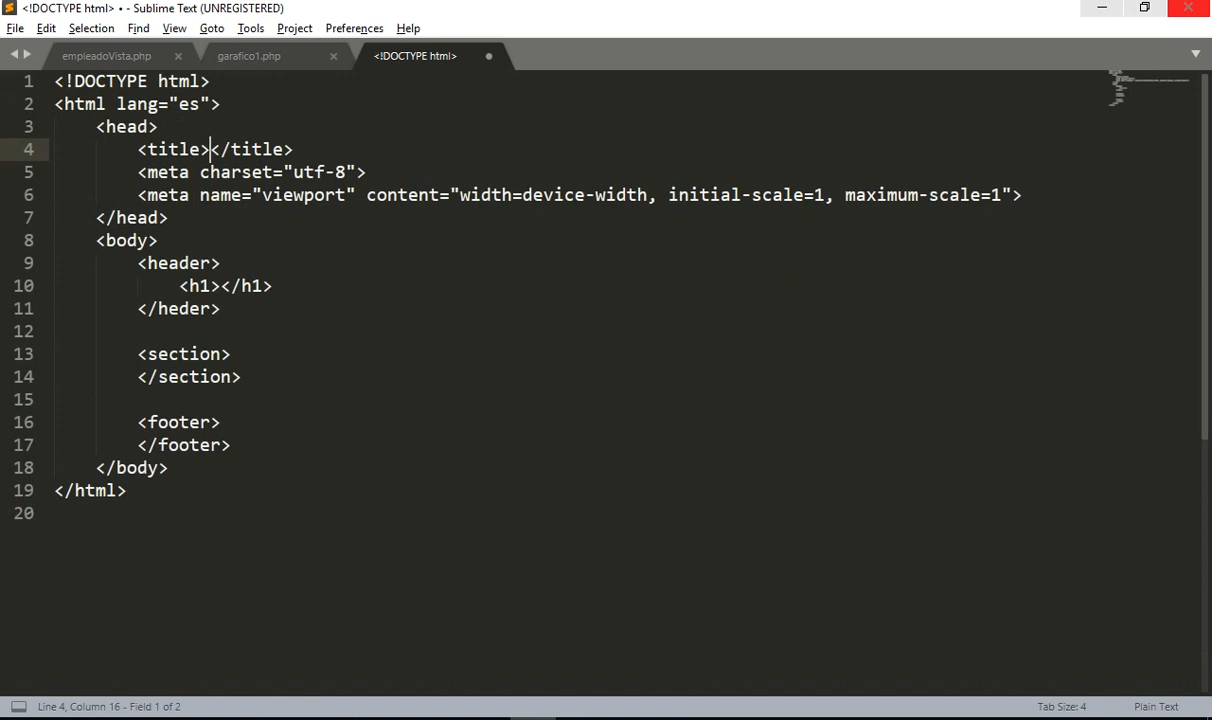 <!DOCTYPE html> • - Sublime Text (UNREGISTERED)
File Edit Selection Find View Goto Tools Project Preferences Help
empleadoVista.php garafico1.php <!DOCTYPE html>
1 <!DOCTYPE html>
2 <html lang="es">
3 <head>
4 <title></title>
5 <meta charset="utf-8">
6 <meta name="viewport" content="width=device-width, initial-scale=1, maximum-scale=1">
7 </head>
8 <body>
9 <header>
10 <h1></h1>
11 </heder>
12
13 <section>
14 </section>
15
16 <footer>
17 </footer>
18 </body>
19 </html>
20
Line 4, Column 16 - Field 1 of 2 Tab Size: 4 Plain Text